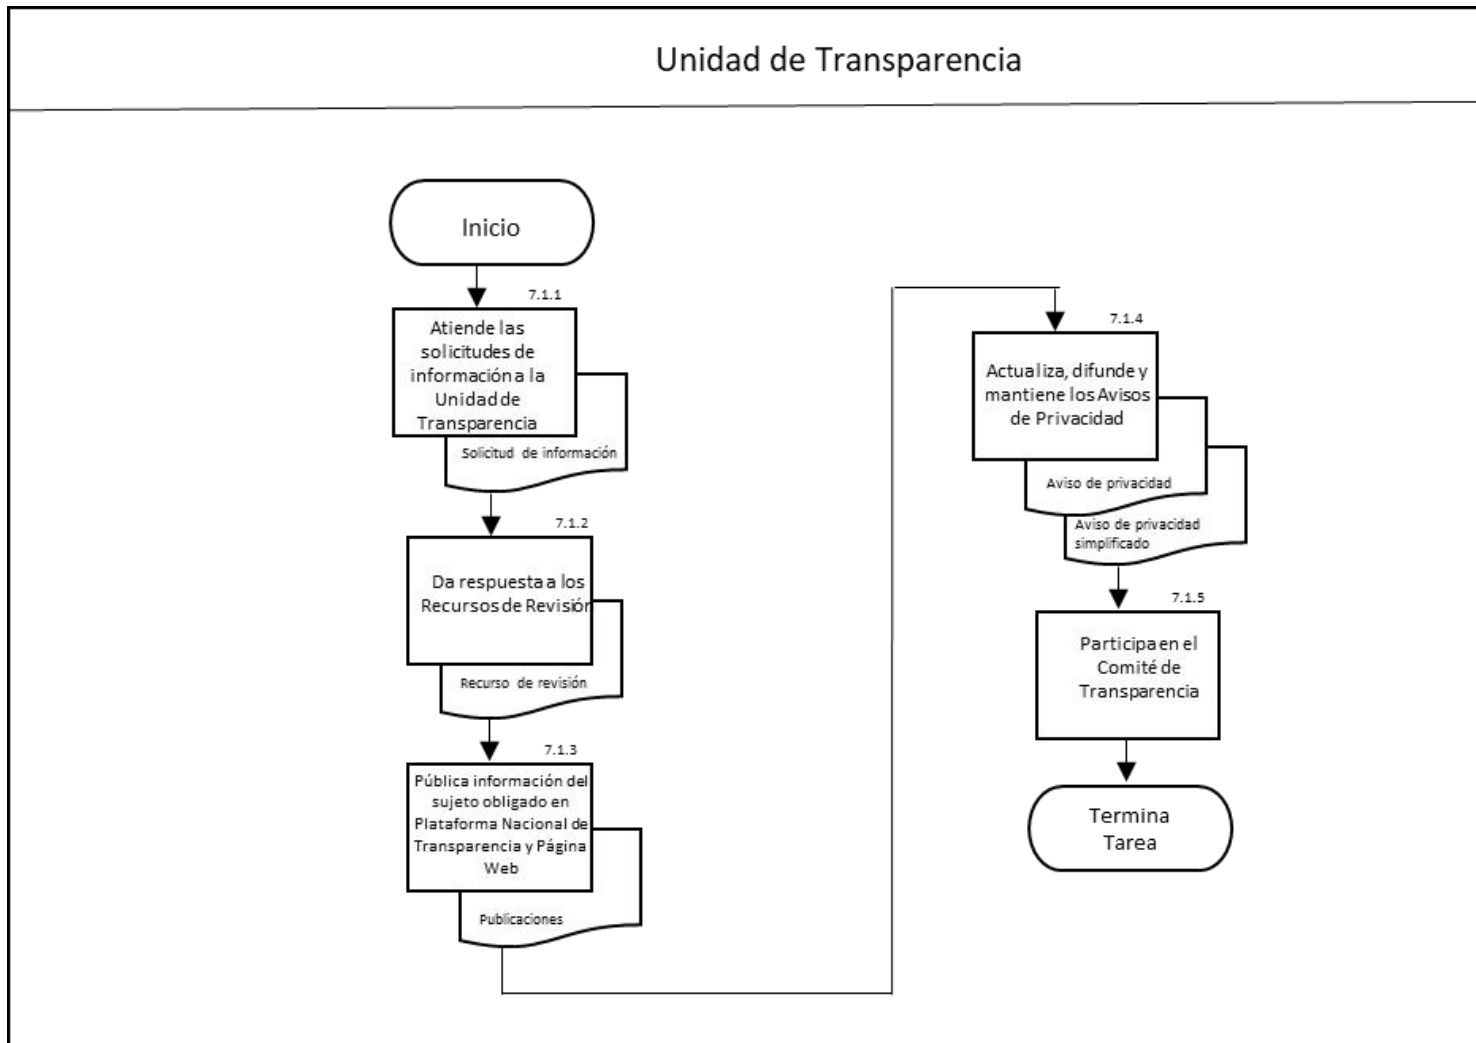 Unidad de Transparencia
Inicio
7.1.1
Atiende las
solicitudes de
información a la
Unidad de
Transparencia
Solicitud de información
7.1.2
Da respuesta a los
Recursos de Revisión
Recurso de revisión
7.1.3
Pública información del
sujeto obligado en
Plataforma Nacional de
Transparencia y Página
Web
Publicaciones
7.1.4
Actualiza, difunde y
mantiene los Avisos
de Privacidad
Aviso de privacidad
Aviso de privacidad
simplificado
7.1.5
Participa en el
Comité de
Transparencia
Termina
Tarea